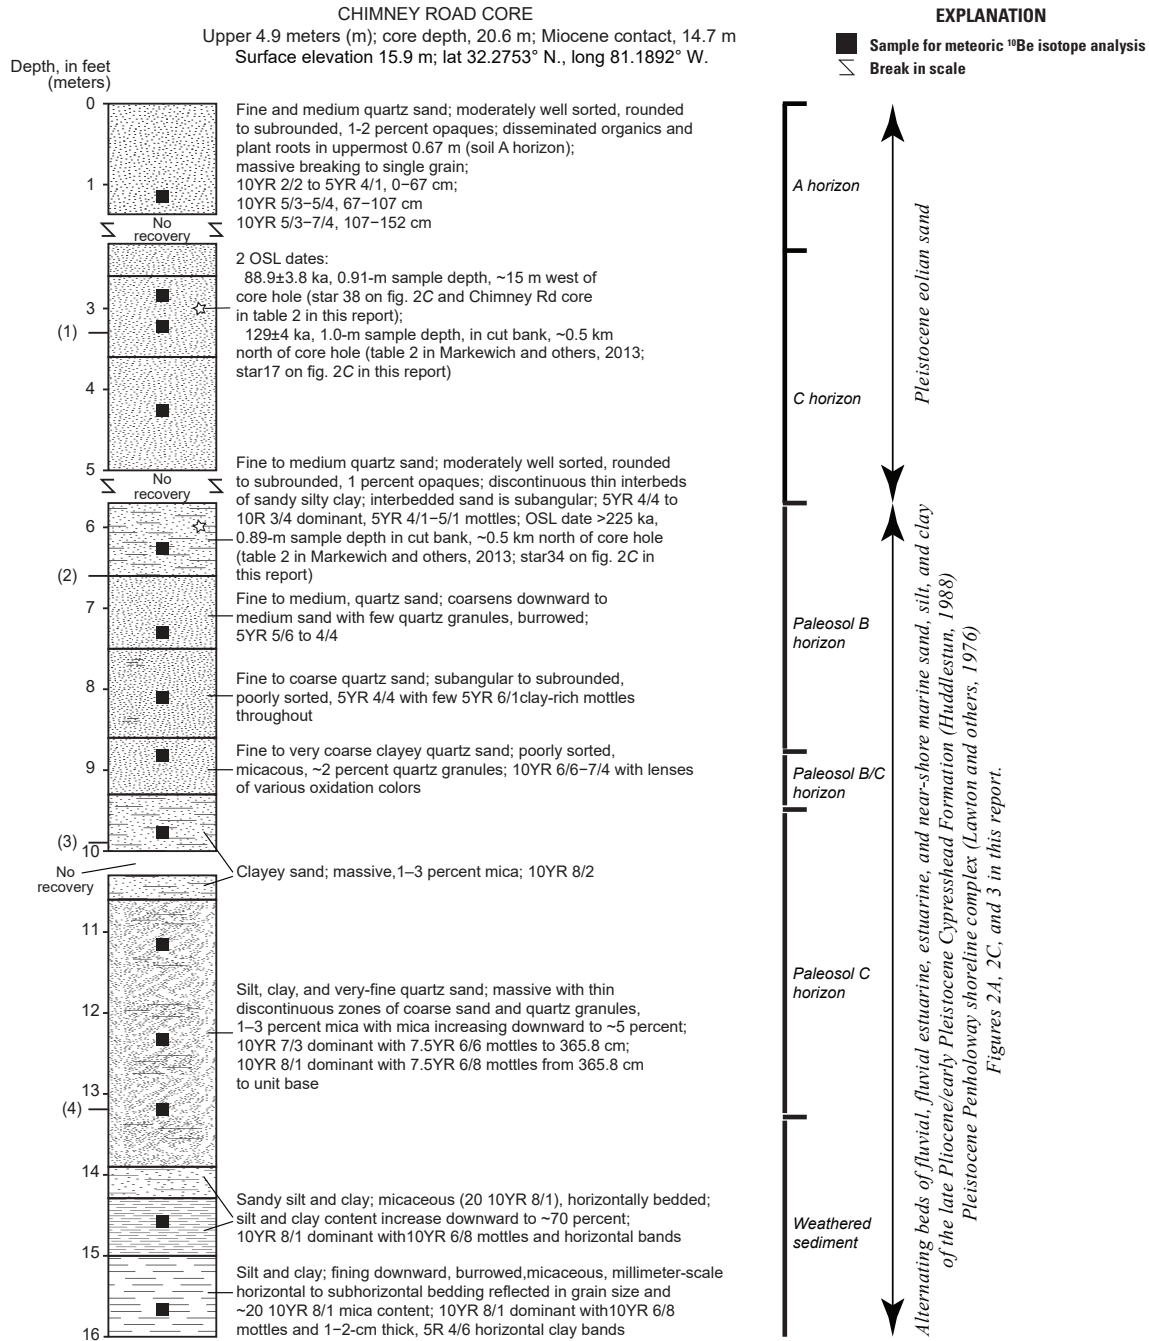 CHIMNEY ROAD CORE
Upper 4.9 meters (m); core depth, 20.6 m; Miocene contact, 14.7 m
Surface elevation 15.9 m; lat 32.2753° N., long 81.1892° W.
EXPLANATION
Sample for meteoric ¹⁰Be isotope analysis
Break in scale
Depth, in feet
(meters)
0
Fine and medium quartz sand; moderately well sorted, rounded
to subrounded, 1-2 percent opaques; disseminated organics and
plant roots in uppermost 0.67 m (soil A horizon);
massive breaking to single grain;
10YR 2/2 to 5YR 4/1, 0−67 cm;
10YR 5/3−5/4, 67−107 cm
10YR 5/3−7/4, 107−152 cm
1
No
recovery
A horizon
2 OSL dates:
88.9±3.8 ka, 0.91-m sample depth, ~15 m west of
core hole (star 38 on fig. 2C and Chimney Rd core
in table 2 in this report);
129±4 ka, 1.0-m sample depth, in cut bank, ~0.5 km
north of core hole (table 2 in Markewich and others, 2013;
star17 on fig. 2C in this report)
3
(1)
4
C horizon
Pleistocene eolian sand
5
No
recovery
Fine to medium quartz sand; moderately well sorted, rounded
to subrounded, 1 percent opaques; discontinuous thin interbeds
of sandy silty clay; interbedded sand is subangular; 5YR 4/4 to
10R 3/4 dominant, 5YR 4/1−5/1 mottles; OSL date >225 ka,
0.89-m sample depth in cut bank, ~0.5 km north of core hole
(table 2 in Markewich and others, 2013; star34 on fig. 2C in
this report)
6
(2)
7
Fine to medium, quartz sand; coarsens downward to
medium sand with few quartz granules, burrowed;
5YR 5/6 to 4/4
Paleosol B
horizon
8
Fine to coarse quartz sand; subangular to subrounded,
poorly sorted, 5YR 4/4 with few 5YR 6/1clay-rich mottles
throughout
9
Fine to very coarse clayey quartz sand; poorly sorted,
micacous, ~2 percent quartz granules; 10YR 6/6−7/4 with lenses
of various oxidation colors
Paleosol B/C
horizon
(3)
10
No
recovery
Clayey sand; massive,1–3 percent mica; 10YR 8/2
11
12
Silt, clay, and very-fine quartz sand; massive with thin
discontinuous zones of coarse sand and quartz granules,
1–3 percent mica with mica increasing downward to ~5 percent;
10YR 7/3 dominant with 7.5YR 6/6 mottles to 365.8 cm;
10YR 8/1 dominant with 7.5YR 6/8 mottles from 365.8 cm
to unit base
Paleosol C
horizon
13
(4)
14
Sandy silt and clay; micaceous (20 10YR 8/1), horizontally bedded;
silt and clay content increase downward to ~70 percent;
10YR 8/1 dominant with10YR 6/8 mottles and horizontal bands
Weathered
sediment
15
Silt and clay; fining downward, burrowed,micaceous, millimeter-scale
horizontal to subhorizontal bedding reflected in grain size and
~20 10YR 8/1 mica content; 10YR 8/1 dominant with10YR 6/8
mottles and 1−2-cm thick, 5R 4/6 horizontal clay bands
16
Alternating beds of fluvial, fluvial estuarine, estuarine, and near-shore marine sand, silt, and clay
of the late Pliocene/early Pleistocene Cypresshead Formation (Huddlestun, 1988)
Pleistocene Penholoway shoreline complex (Lawton and others, 1976)
Figures 2A, 2C, and 3 in this report.